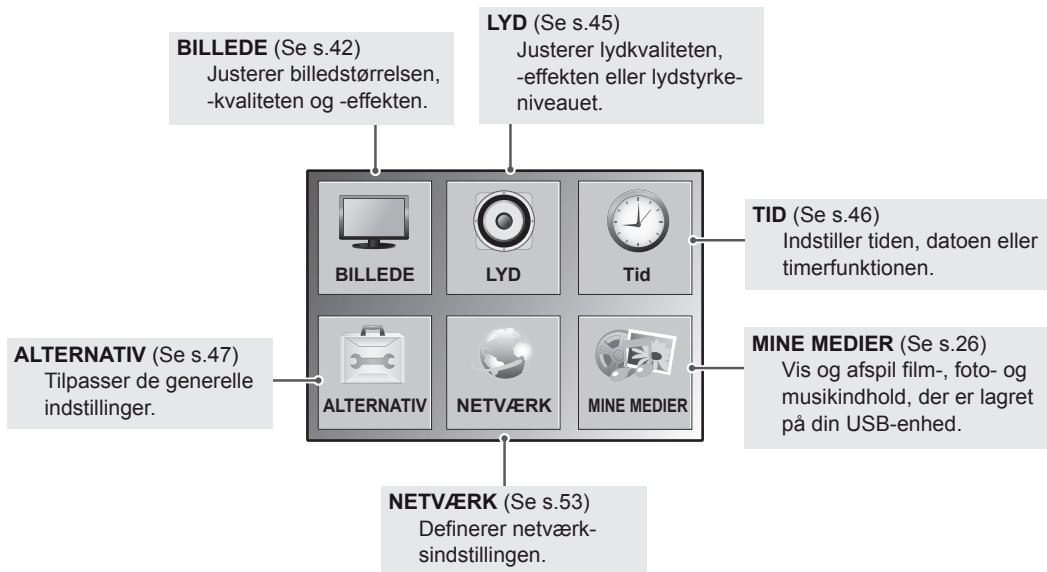 BILLEDE (Se s.42)
Justerer billedstørrelsen,
-kvaliteten og -effekten.
LYD (Se s.45)
Justerer lydkvaliteten,
-effekten eller lydstyrke-
niveauet.
BILLEDE
LYD
Tid
TID (Se s.46)
Indstiller tiden, datoen eller
timerfunktionen.
ALTERNATIV (Se s.47)
Tilpasser de generelle
indstillinger.
ALTERNATIV
NETVÆRK
MINE MEDIER
MINE MEDIER (Se s.26)
Vis og afspil film-, foto- og
musikindhold, der er lagret
på din USB-enhed.
NETVÆRK (Se s.53)
Definerer netværk-
sindstillingen.